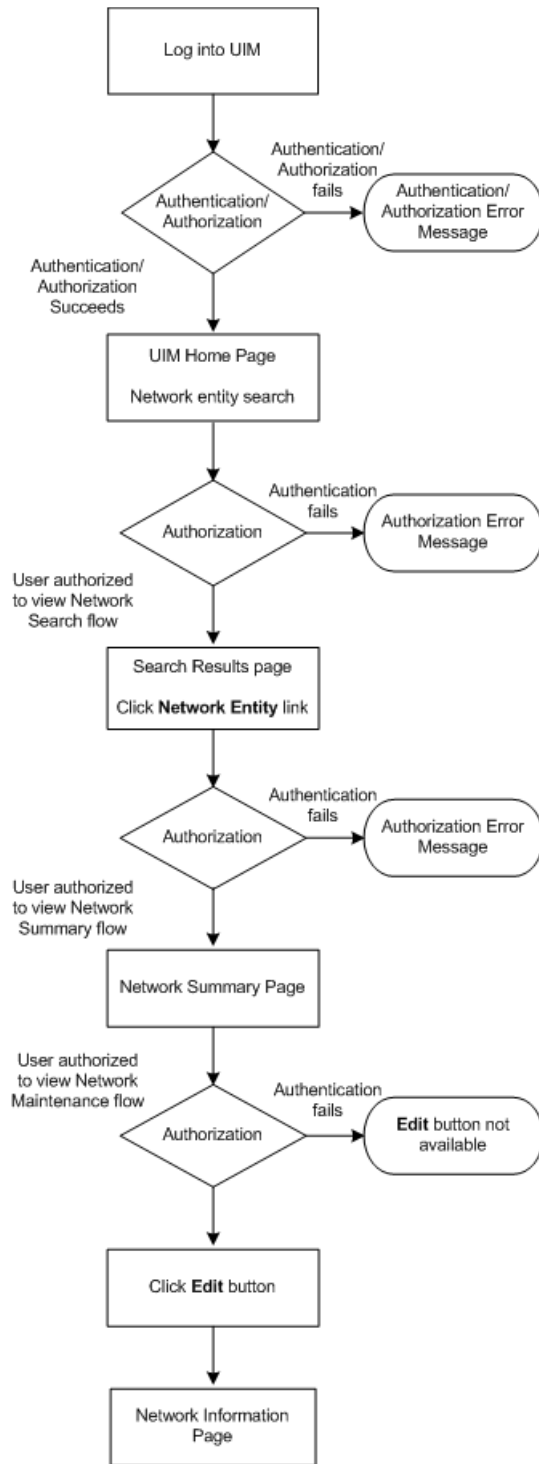 Log into UIM
Authentication/
Authorization
fails
Authentication/
Authorization
Authentication/
Authorization Error
Message
Authentication/
Authorization
Succeeds
UIM Home Page
Network entity search
Authentication
fails
Authorization
Authorization Error
Message
User authorized
to view Network
Search flow
Search Results page
Click Network Entity link
Authentication
fails
Authorization
Authorization Error
Message
User authorized
to view Network
Summary flow
Network Summary Page
User authorized
to view Network
Maintenance flow
Authentication
fails
Authorization
Edit button not
available
Click Edit button
Network Information
Page